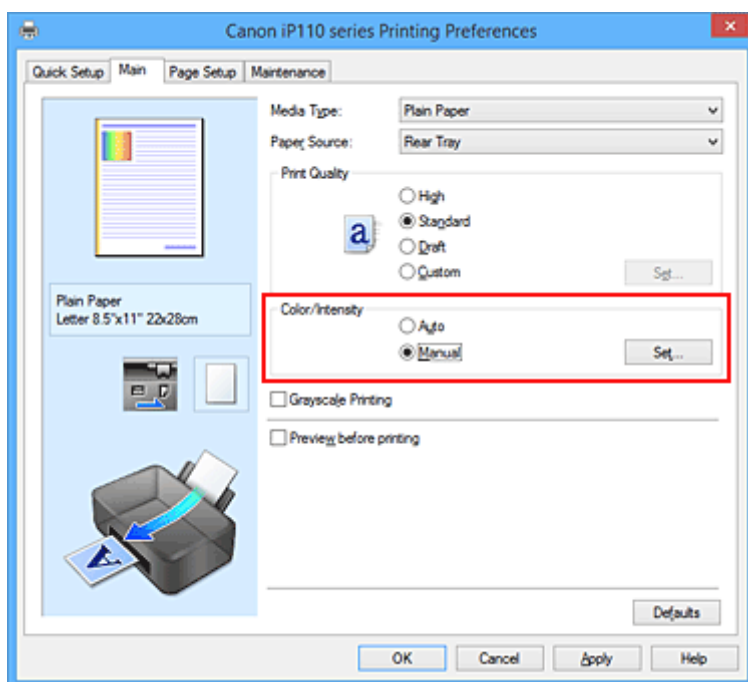 Canon iP110 series Printing Preferences
Quick Setup Main Page Setup Maintenance
Media Type: Plain Paper
Paper Source: Rear Tray
Print Quality
High
Standard
a
Draft
Custom Set...
Plain Paper
Letter 8.5"x11" 22x28cm
Color/Intensity
Auto
Manual Set...
Grayscale Printing
Preview before printing
A
Defaults
OK Cancel Apply Help